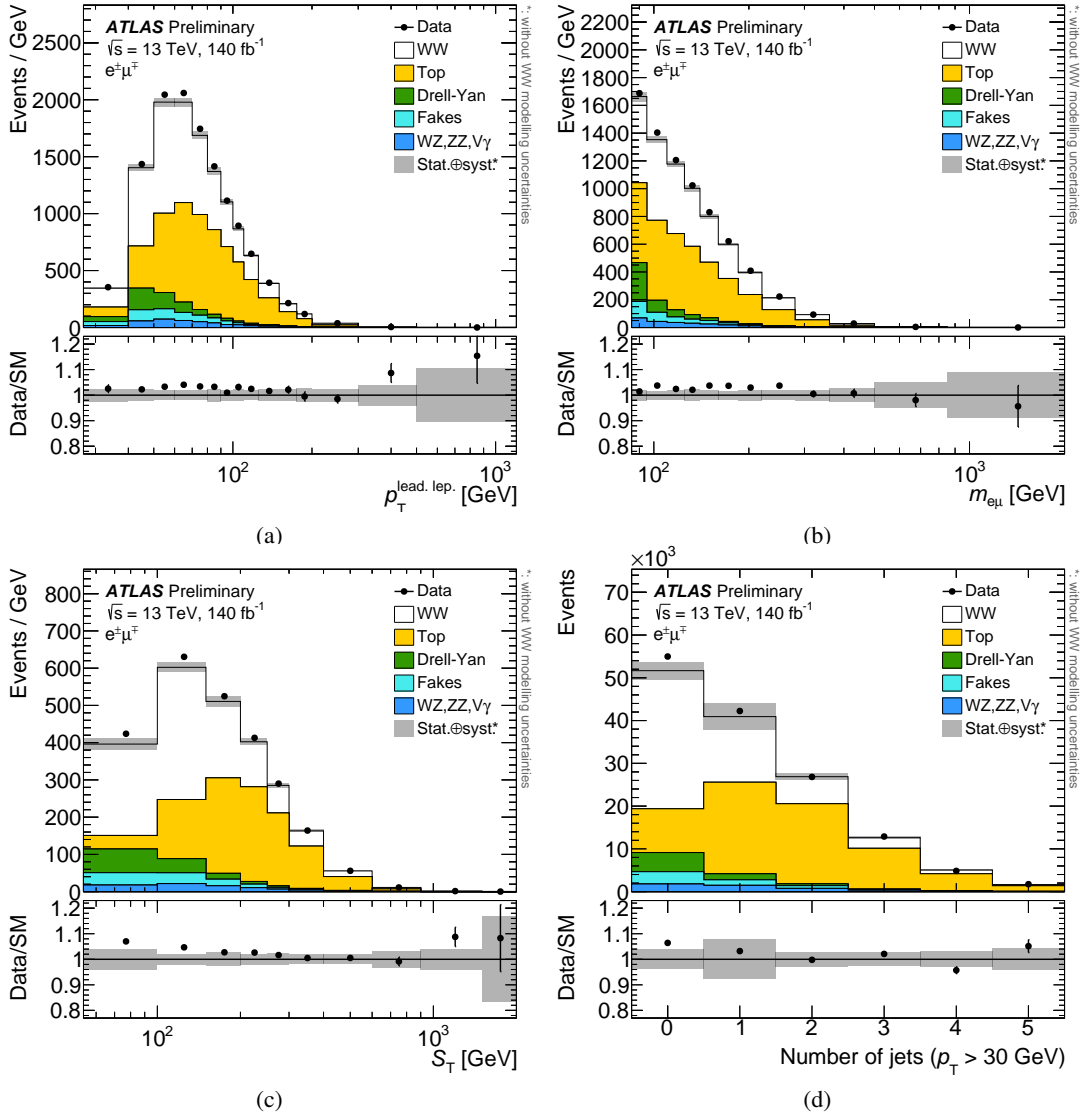 Events / GeV
2500
2000
1500
1000
500
0
ATLAS Preliminary
√s = 13 TeV, 140 fb⁻¹
e±μ∓
Data
WW
Top
Drell-Yan
Fakes
WZ,ZZ,Vγ
Stat.⊕syst.*
*: without WW modelling uncertainties
Data/SM
1.2
1.1
1
0.9
0.8
10² 10³
p_T^lead. lep. [GeV]
(a)
Events / GeV
2200
2000
1800
1600
1400
1200
1000
800
600
400
200
0
ATLAS Preliminary
√s = 13 TeV, 140 fb⁻¹
e±μ∓
Data
WW
Top
Drell-Yan
Fakes
WZ,ZZ,Vγ
Stat.⊕syst.*
*: without WW modelling uncertainties
Data/SM
1.2
1.1
1
0.9
0.8
10² 10³
m_eμ [GeV]
(b)
Events / GeV
800
700
600
500
400
300
200
100
0
ATLAS Preliminary
√s = 13 TeV, 140 fb⁻¹
e±μ∓
Data
WW
Top
Drell-Yan
Fakes
WZ,ZZ,Vγ
Stat.⊕syst.*
*: without WW modelling uncertainties
Data/SM
1.2
1.1
1
0.9
0.8
10² 10³
S_T [GeV]
(c)
×10³
Events
70
60
50
40
30
20
10
0
ATLAS Preliminary
√s = 13 TeV, 140 fb⁻¹
e±μ∓
Data
WW
Top
Drell-Yan
Fakes
WZ,ZZ,Vγ
Stat.⊕syst.*
*: without WW modelling uncertainties
Data/SM
1.2
1.1
1
0.9
0.8
0 1 2 3 4 5
Number of jets (p_T > 30 GeV)
(d)